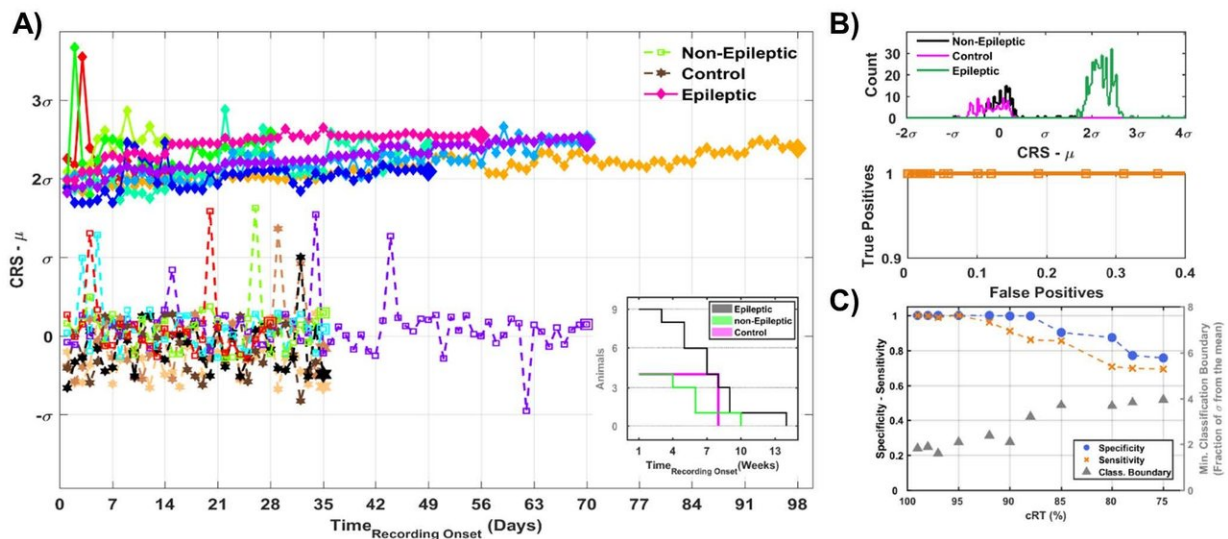 A)
CRS - μ
3σ
2σ
σ
0
-σ
Non-Epileptic
Control
Epileptic
Animals
9
6
3
0
Epileptic
non-Epileptic
Control
1 4 7 10 13
Time Recording Onset (Weeks)
0 7 14 21 28 35 42 49 56 63 70 77 84 91 98
Time Recording Onset (Days)
B)
Count
30
20
10
0
Non-Epileptic
Control
Epileptic
-2σ -σ 0 σ 2σ 3σ 4σ
CRS - μ
True Positives
1
0.9
0 0.1 0.2 0.3 0.4
False Positives
C)
Specificity - Sensitivity
1
0.8
0.6
0.4
0.2
0
Specificity
Sensitivity
Class. Boundary
8
6
4
2
0
Min. Classification Boundary
(Fraction of σ from the mean)
100 95 90 85 80 75
cRT (%)